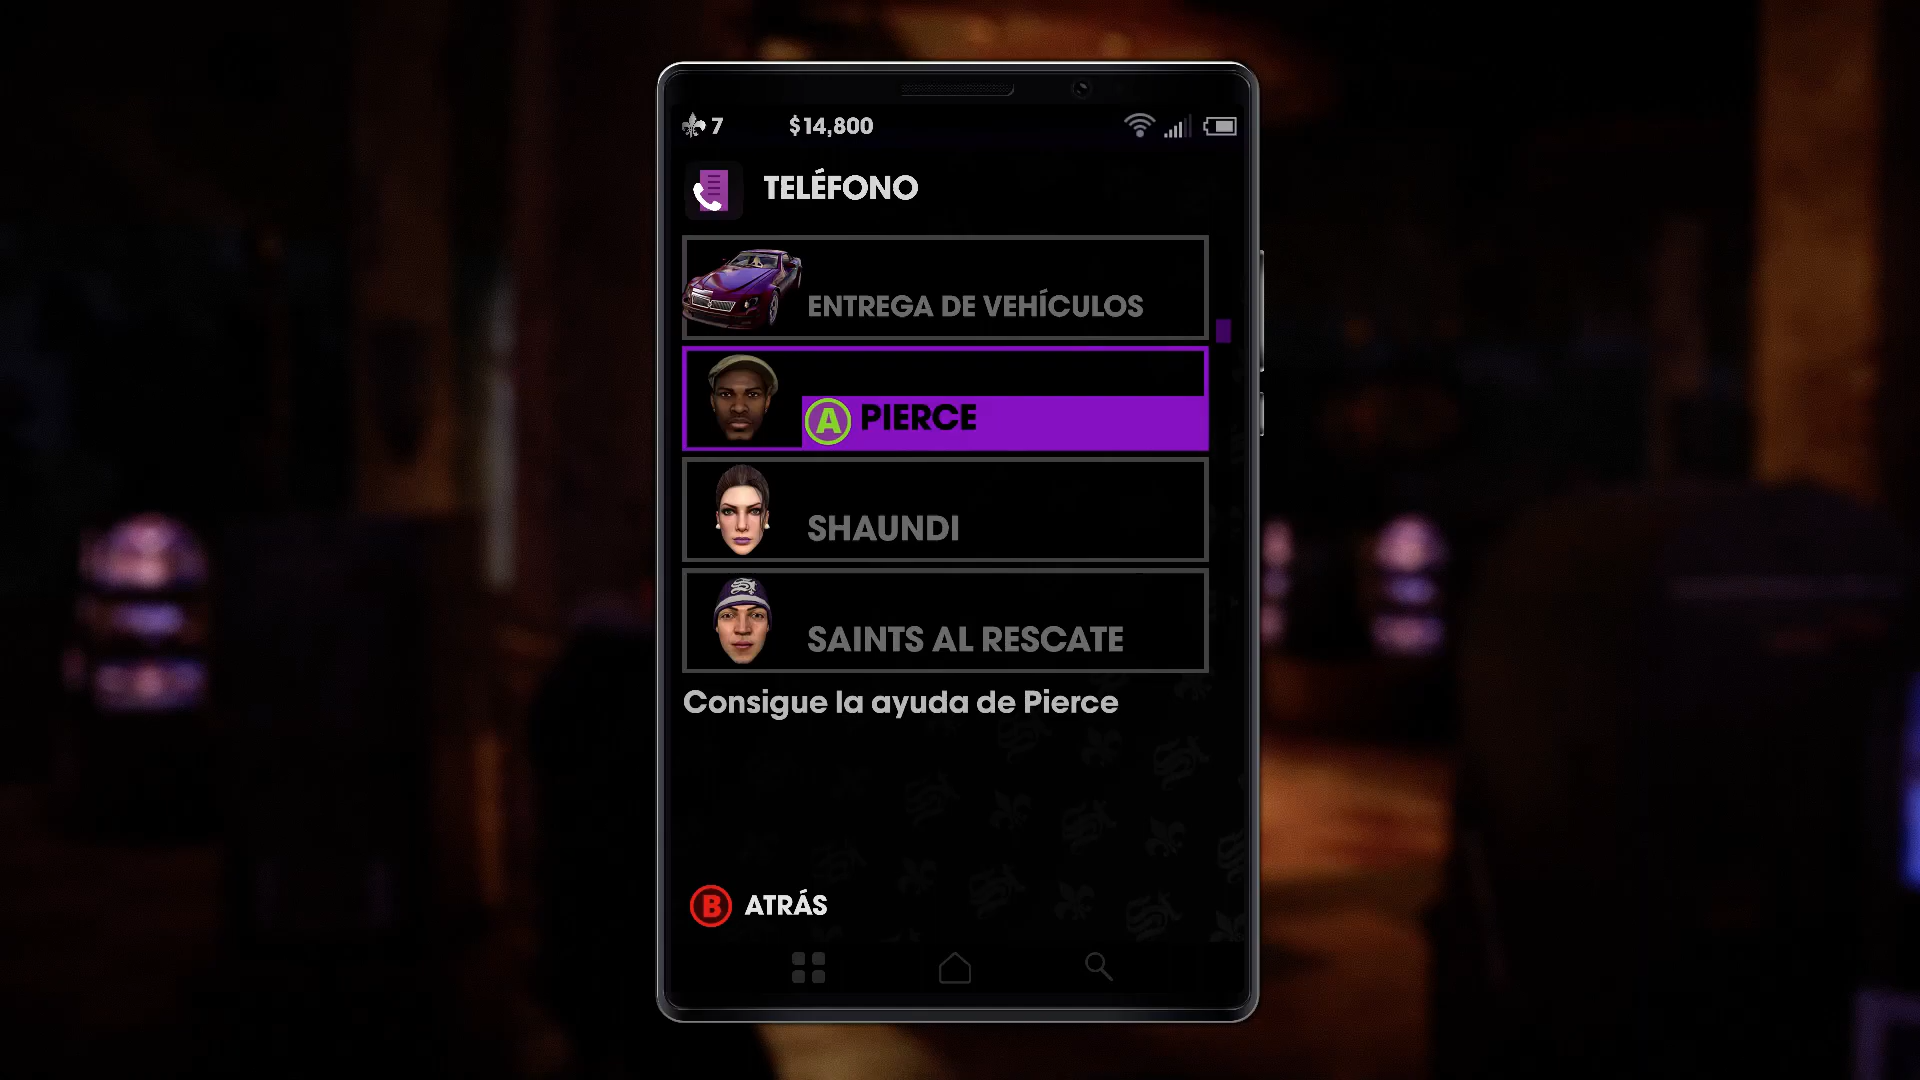 7 $14,800
TELÉFONO
ENTREGA DE VEHÍCULOS
A PIERCE
SHAUNDI
SAINTS AL RESCATE
Consigue la ayuda de Pierce
B ATRÁS